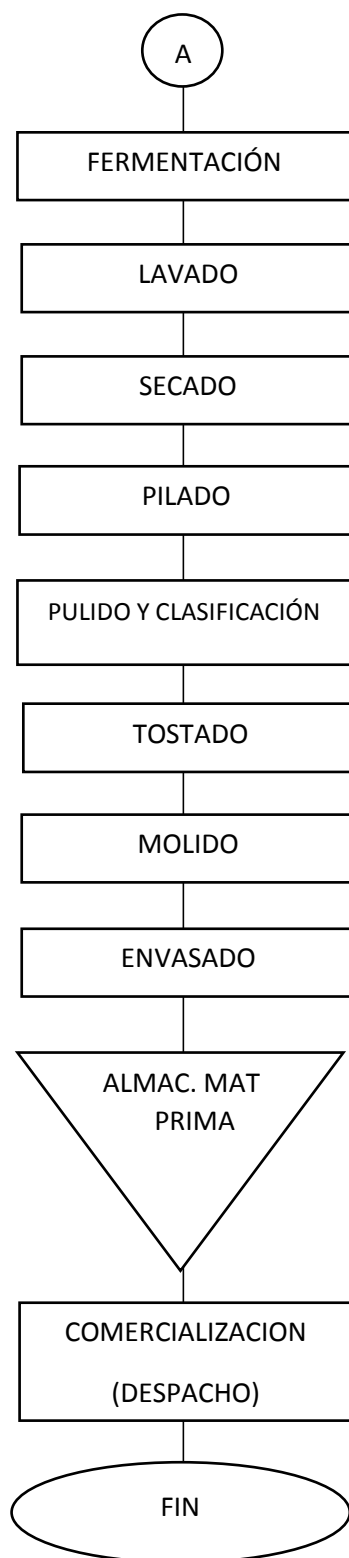 A
FERMENTACIÓN
LAVADO
SECADO
PILADO
PULIDO Y CLASIFICACIÓN
TOSTADO
MOLIDO
ENVASADO
ALMAC. MAT
PRIMA
COMERCIALIZACION
(DESPACHO)
FIN